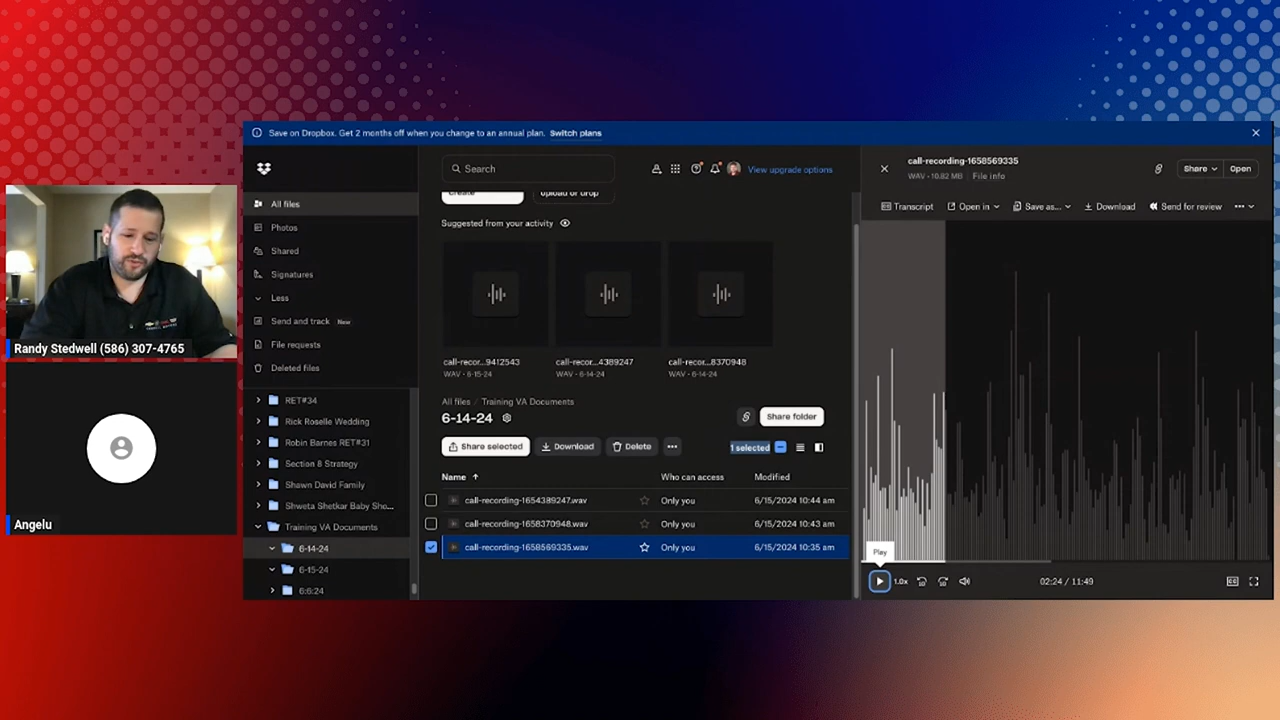 Save on Dropbox. Get 2 months off when you change to an annual plan. Switch plans
Search
View upgrade options
All files
Photos
Shared
Signatures
Less
Send and track New
File requests
Deleted files
RET#34
Rick Roselle Wedding
Robin Barnes RET#31
Section 8 Strategy
Shawn David Family
Shweta Shetkar Baby Sho...
Training VA Documents
6-14-24
6-15-24
6:6:24
Create
Upload or drop
Suggested from your activity
call-recor...9412543
WAV • 6-15-24
call-recor...4389247
WAV • 6-14-24
call-recor...8370948
WAV • 6-14-24
All files / Training VA Documents
6-14-24
Share folder
Share selected
Download
Delete
1 selected
Name Who can access Modified
call-recording-1654389247.wav Only you 6/15/2024 10:44 am
call-recording-1658370948.wav Only you 6/15/2024 10:43 am
call-recording-1658569335.wav Only you 6/15/2024 10:35 am
call-recording-1658569335
WAV • 10.82 MB File info
Share
Open
Transcript
Open in
Save as...
Download
Send for review
Play
1.0x
02:24 / 11:49
Randy Stedwell (586) 307-4765
Angelu